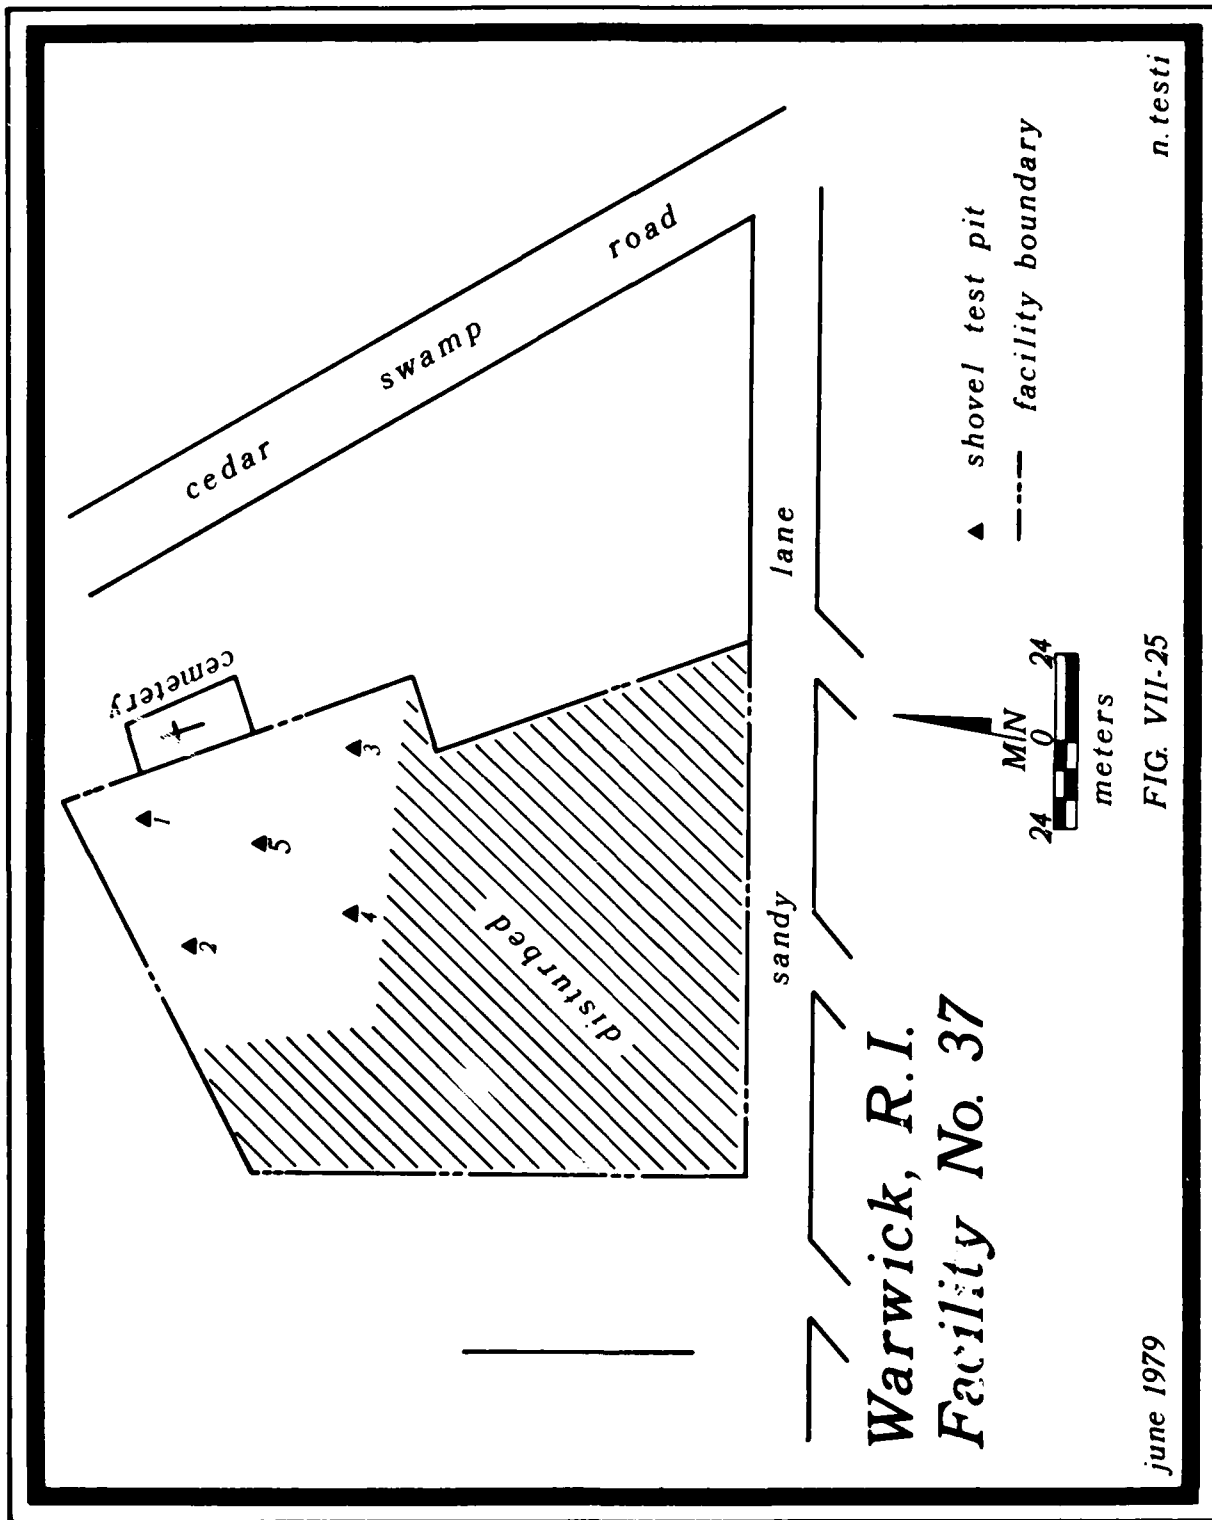 cemetery
cedar swamp road
1
2
3
4
5
disturbed
sandy lane
Warwick, R.I.
Facility No. 37
MN
24 0 24
meters
shovel test pit
facility boundary
june 1979
FIG. VII-25
n. testi